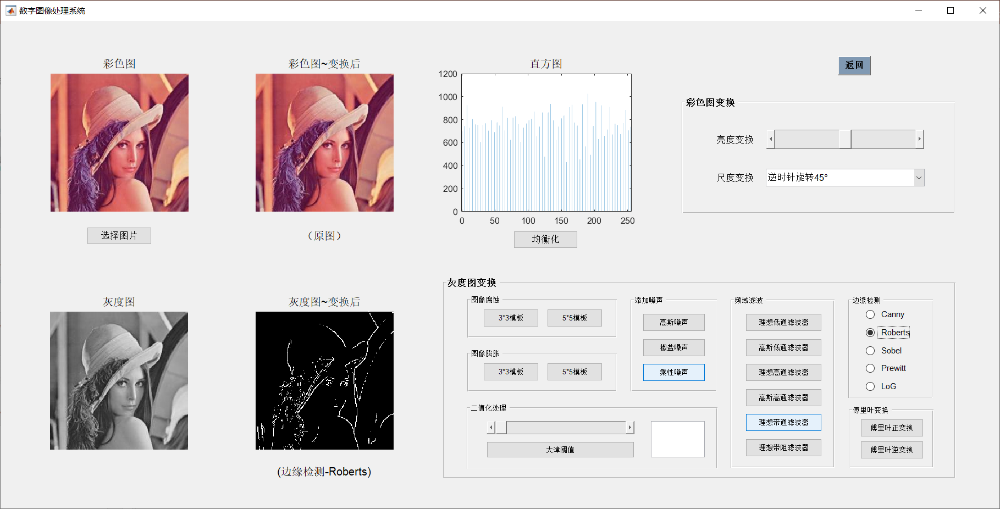 数字图像处理系统
彩色图
彩色图~变换后
直方图
返回
1200
1000
800
600
400
200
0
0 50 100 150 200 250
选择图片
（原图）
均衡化
彩色图变换
亮度变换
尺度变换 逆时针旋转45°
灰度图
灰度图~变换后
(边缘检测-Roberts)
灰度图变换
图像腐蚀
3*3模板 5*5模板
图像膨胀
3*3模板 5*5模板
二值化处理
大津阈值
添加噪声
高斯噪声
椒盐噪声
乘性噪声
频域滤波
理想低通滤波器
高斯低通滤波器
理想高通滤波器
高斯高通滤波器
理想带通滤波器
理想带阻滤波器
边缘检测
Canny
Roberts
Sobel
Prewitt
LoG
傅里叶变换
傅里叶正变换
傅里叶逆变换